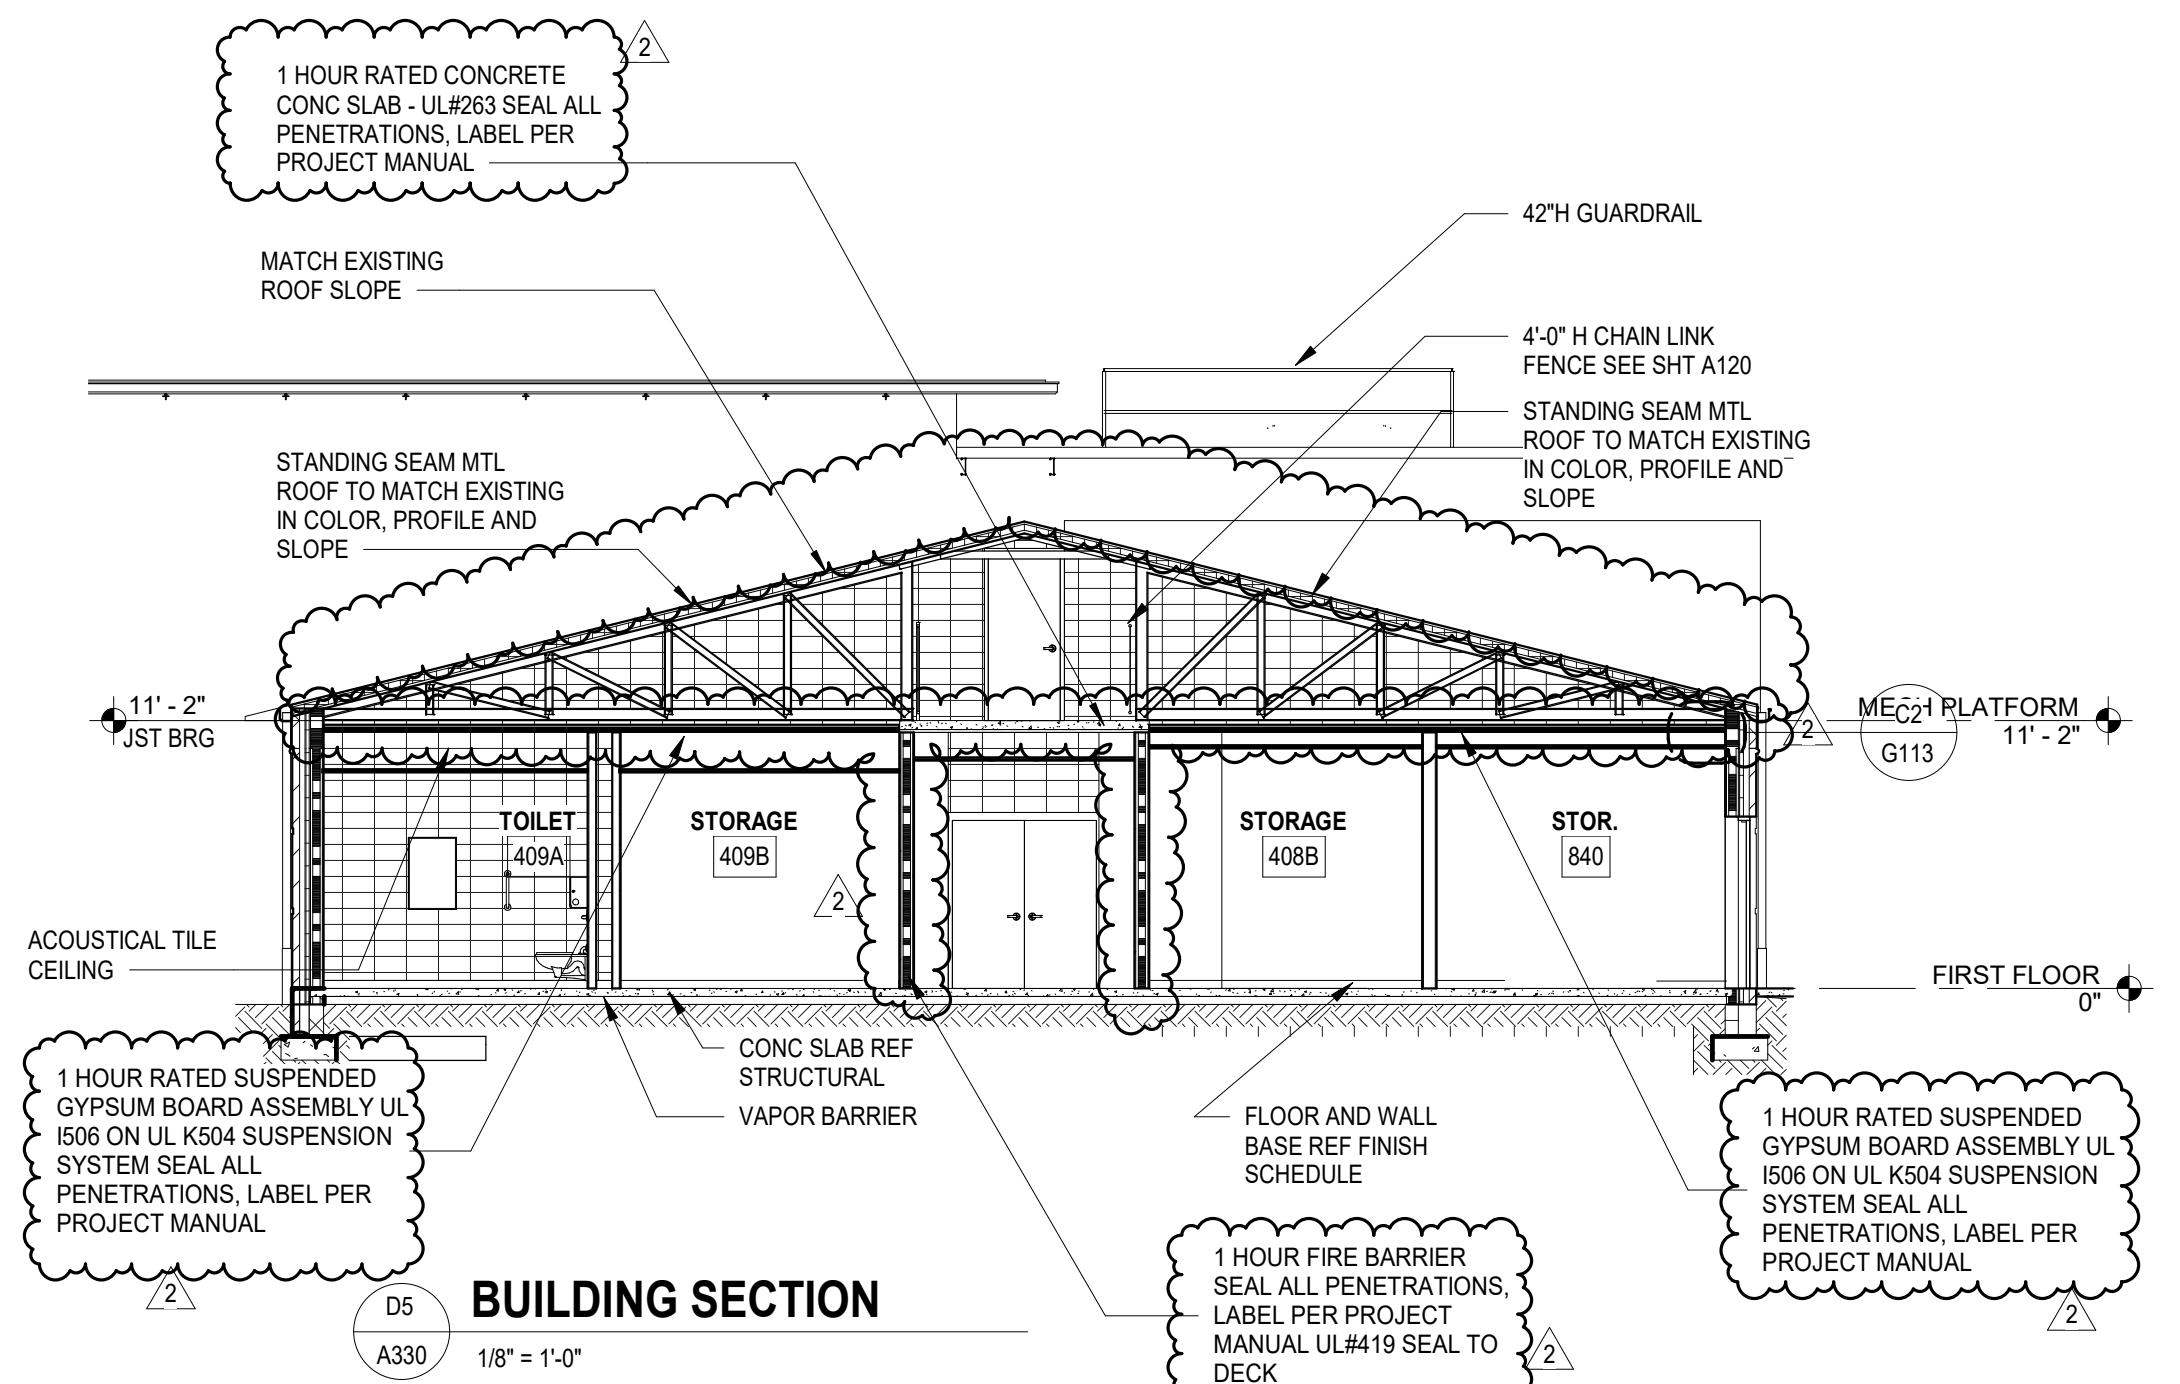 1 HOUR RATED CONCRETE
CONC SLAB - UL#263 SEAL ALL
PENETRATIONS, LABEL PER
PROJECT MANUAL
2
42"H GUARDRAIL
MATCH EXISTING
ROOF SLOPE
4'-0" H CHAIN LINK
FENCE SEE SHT A120
STANDING SEAM MTL
ROOF TO MATCH EXISTING
IN COLOR, PROFILE AND
SLOPE
STANDING SEAM MTL
ROOF TO MATCH EXISTING
IN COLOR, PROFILE AND
SLOPE
11' - 2"
JST BRG
MECH PLATFORM
11' - 2"
2
C2
G113
TOILET
409A
STORAGE
409B
STORAGE
408B
STOR.
840
2
ACOUSTICAL TILE
CEILING
FIRST FLOOR
0"
CONC SLAB REF
STRUCTURAL
VAPOR BARRIER
FLOOR AND WALL
BASE REF FINISH
SCHEDULE
1 HOUR RATED SUSPENDED
GYPSUM BOARD ASSEMBLY UL
I506 ON UL K504 SUSPENSION
SYSTEM SEAL ALL
PENETRATIONS, LABEL PER
PROJECT MANUAL
2
1 HOUR RATED SUSPENDED
GYPSUM BOARD ASSEMBLY UL
I506 ON UL K504 SUSPENSION
SYSTEM SEAL ALL
PENETRATIONS, LABEL PER
PROJECT MANUAL
2
1 HOUR FIRE BARRIER
SEAL ALL PENETRATIONS,
LABEL PER PROJECT
MANUAL UL#419 SEAL TO
DECK
2
D5
A330
BUILDING SECTION
1/8" = 1'-0"